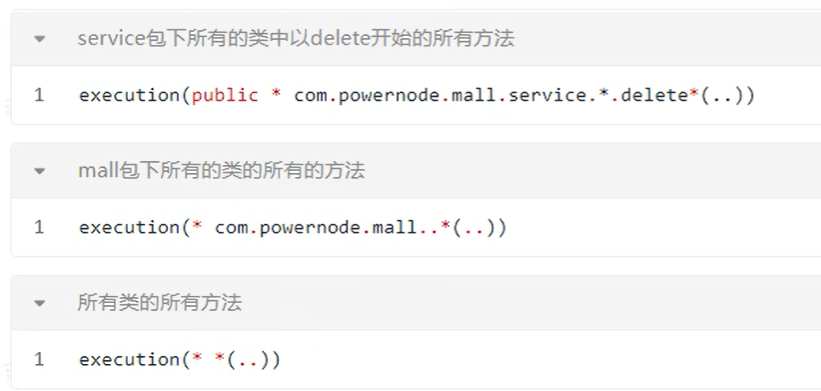 service包下所有的类中以delete开始的所有方法
1 execution(public * com.powernode.mall.service.*.delete*(..))
mall包下所有的类的所有的方法
1 execution(* com.powernode.mall..*(..))
所有类的所有方法
1 execution(* *(..))